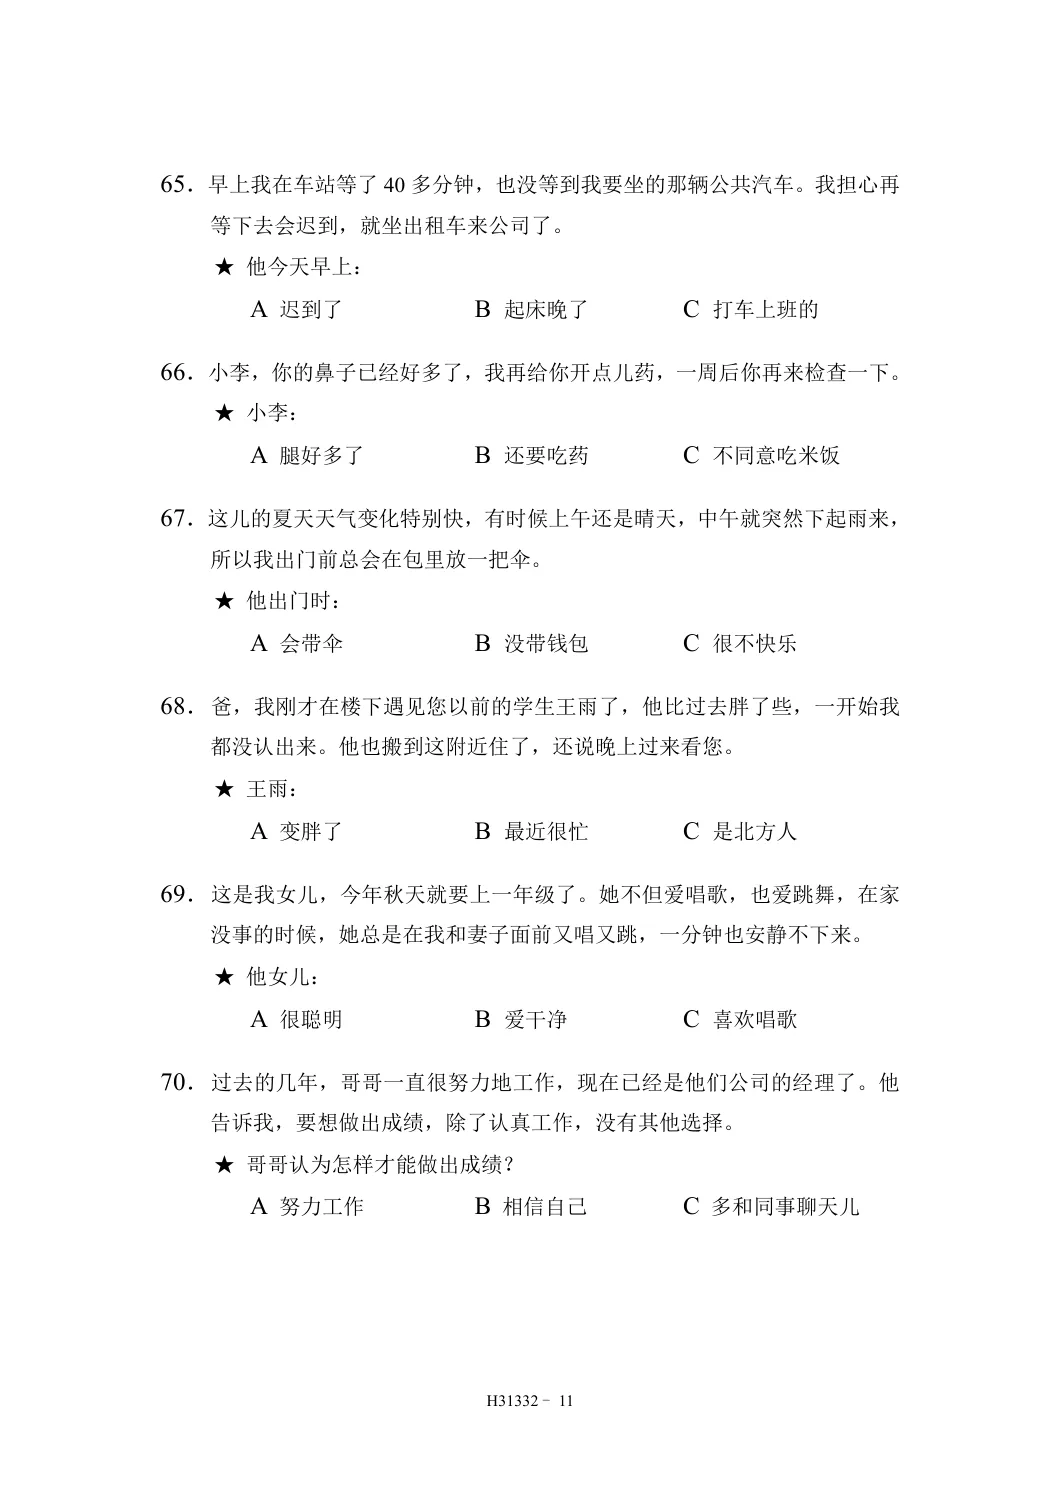 65．早上我在车站等了 40 多分钟，也没等到我要坐的那辆公共汽车。我担心再
等下去会迟到，就坐出租车来公司了。
★ 他今天早上：
A 迟到了 B 起床晚了 C 打车上班的
66．小李，你的鼻子已经好多了，我再给你开点儿药，一周后你再来检查一下。
★ 小李：
A 腿好多了 B 还要吃药 C 不同意吃米饭
67．这儿的夏天天气变化特别快，有时候上午还是晴天，中午就突然下起雨来，
所以我出门前总会在包里放一把伞。
★ 他出门时：
A 会带伞 B 没带钱包 C 很不快乐
68．爸，我刚才在楼下遇见您以前的学生王雨了，他比过去胖了些，一开始我
都没认出来。他也搬到这附近住了，还说晚上过来看您。
★ 王雨：
A 变胖了 B 最近很忙 C 是北方人
69．这是我女儿，今年秋天就要上一年级了。她不但爱唱歌，也爱跳舞，在家
没事的时候，她总是在我和妻子面前又唱又跳，一分钟也安静不下来。
★ 他女儿：
A 很聪明 B 爱干净 C 喜欢唱歌
70．过去的几年，哥哥一直很努力地工作，现在已经是他们公司的经理了。他
告诉我，要想做出成绩，除了认真工作，没有其他选择。
★ 哥哥认为怎样才能做出成绩？
A 努力工作 B 相信自己 C 多和同事聊天儿
H31332－ 11